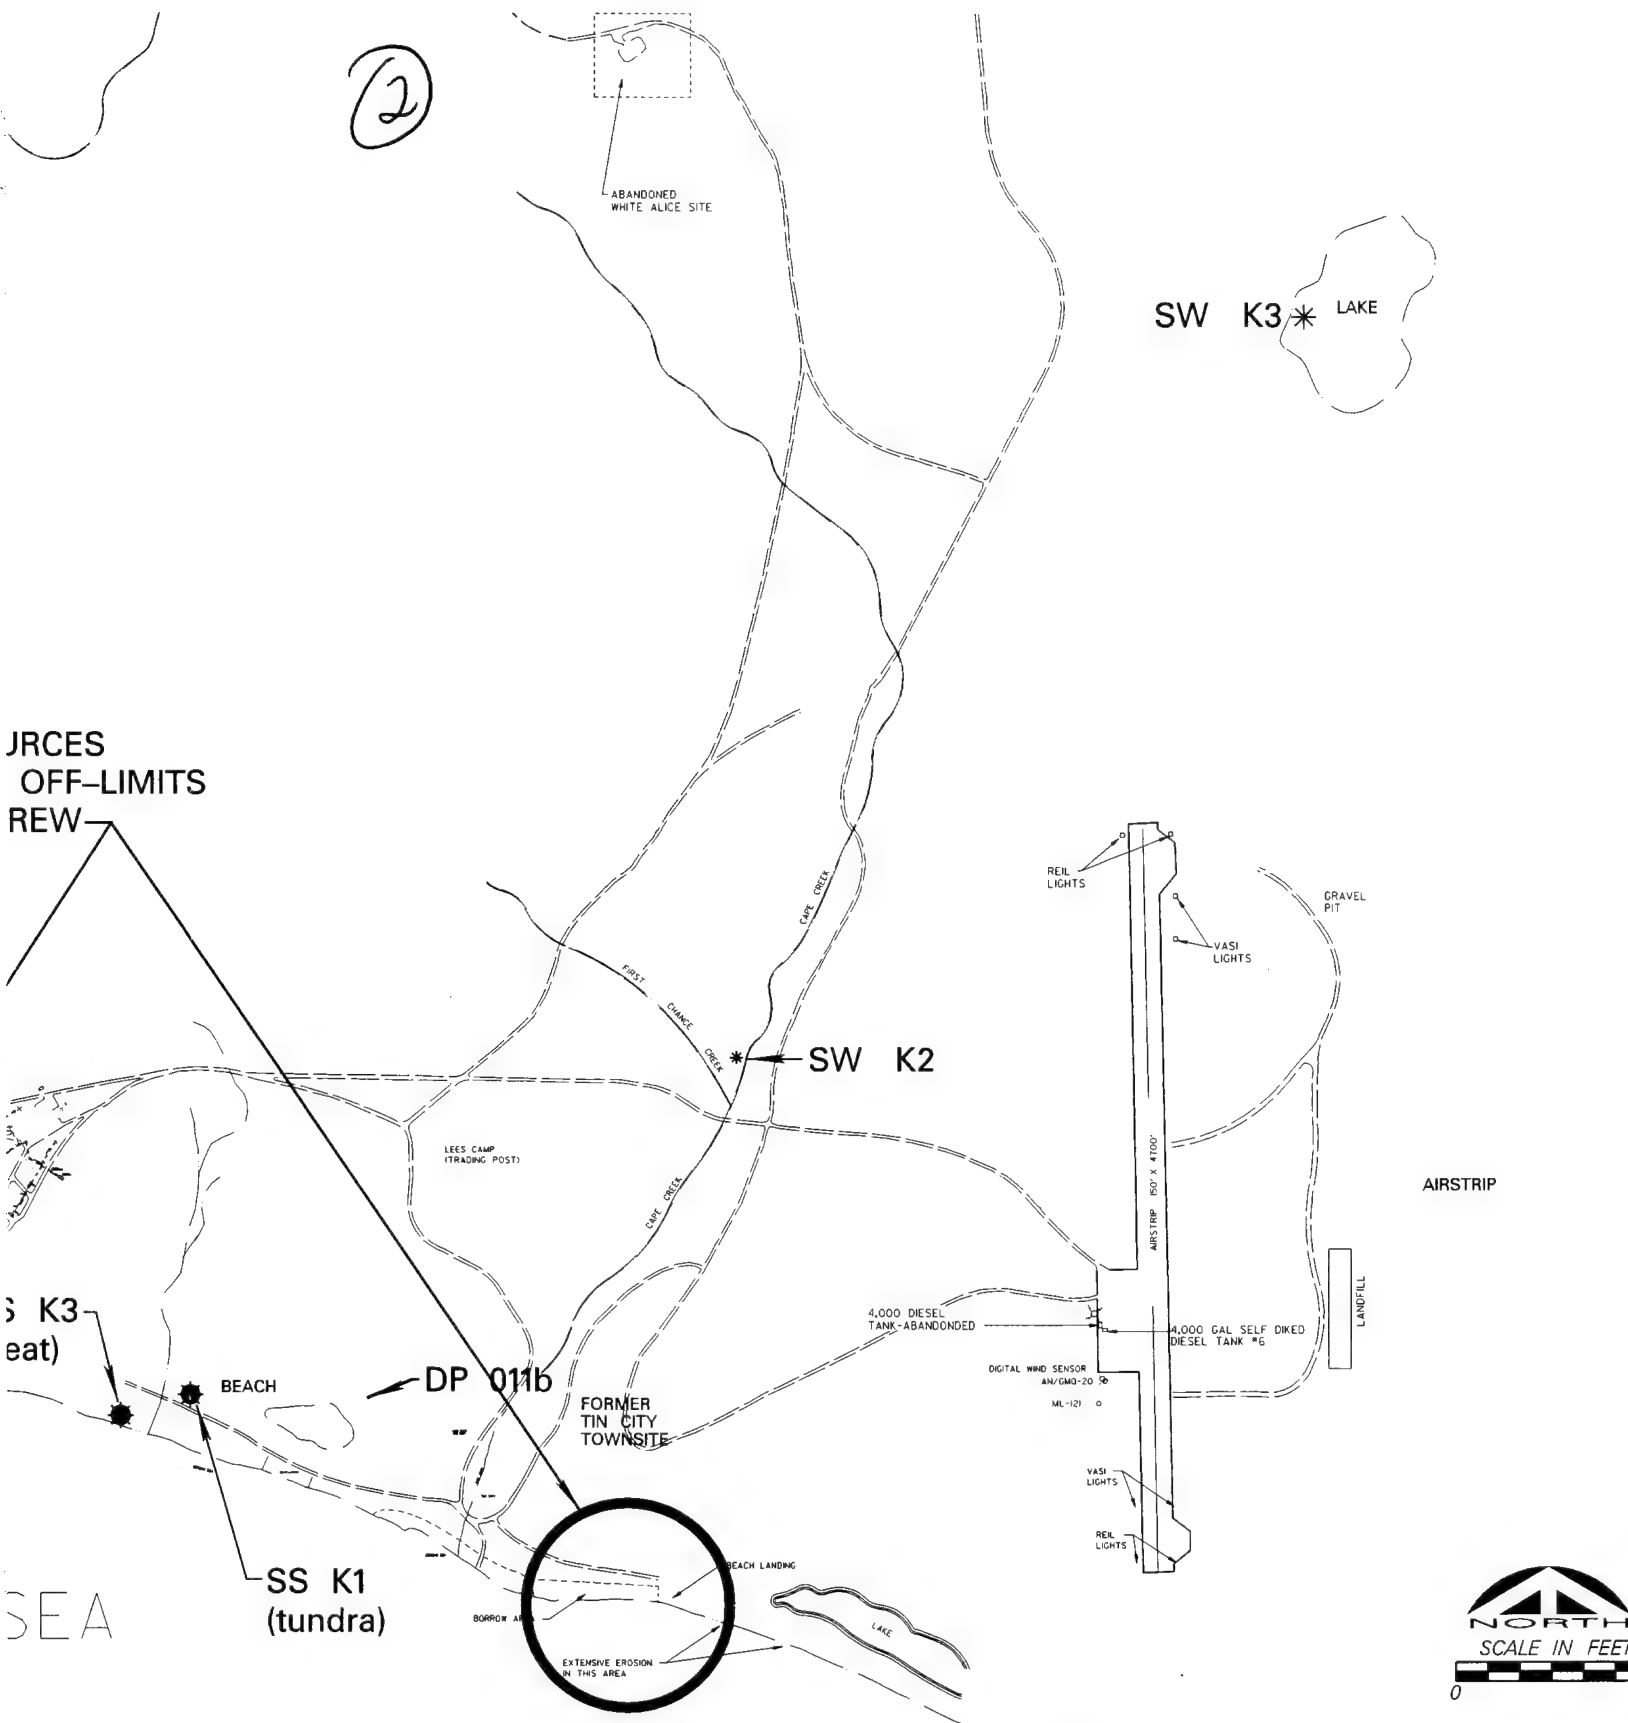 2
ABANDONED
WHITE ALICE SITE
SW K3
LAKE
JRCES
OFF-LIMITS
REW
REIL
LIGHTS
GRAVEL
PIT
VASI
LIGHTS
CAPE CREEK
FIRST CHANCE CREEK
SW K2
LEES CAMP
(TRADING POST)
CAPE CREEK
AIRSTRIP 150' X 4700'
AIRSTRIP
LANDFILL
S K3
eat)
4,000 DIESEL
TANK-ABANDONDED
4,000 GAL SELF DIKED
DIESEL TANK #6
DIGITAL WIND SENSOR
AN/GMQ-20
ML-121
BEACH
DP 011b
FORMER
TIN CITY
TOWNSITE
VASI
LIGHTS
REIL
LIGHTS
SS K1
(tundra)
BEACH LANDING
BORROW AREA
EXTENSIVE EROSION
IN THIS AREA
LAKE
SEA
NORTH
SCALE IN FEET
0